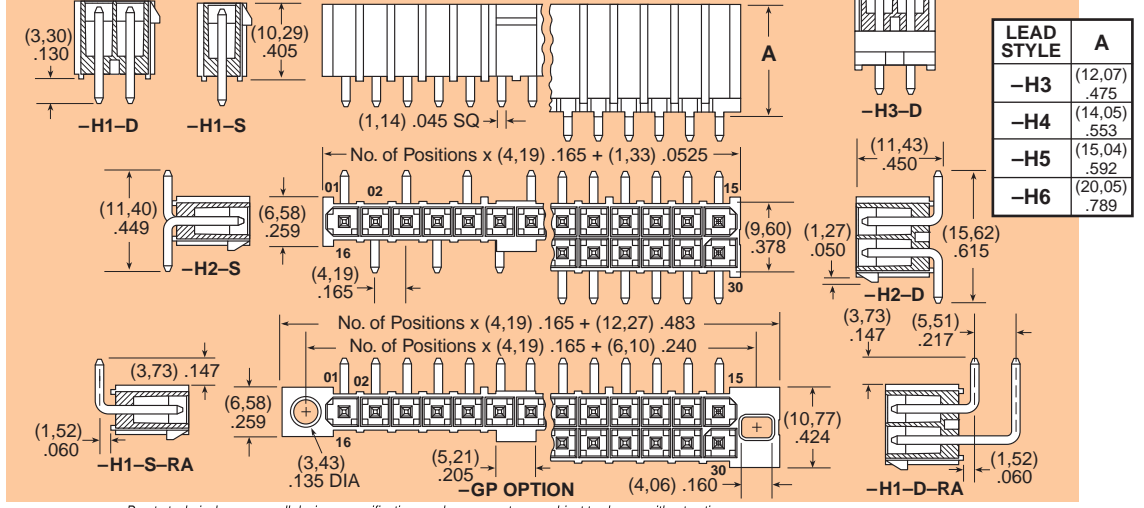 (3,30)
.130
–H1–D
(10,29)
.405
–H1–S
(1,14) .045 SQ
A
–H3–D
LEAD STYLE A
–H3 (12,07) .475
–H4 (14,05) .553
–H5 (15,04) .592
–H6 (20,05) .789
No. of Positions x (4,19) .165 + (1,33) .0525
(11,40)
.449
–H2–S
(6,58)
.259
01
02
15
16
30
(4,19)
.165
(9,60)
.378
(11,43)
.450
(1,27)
.050
(15,62)
.615
–H2–D
No. of Positions x (4,19) .165 + (12,27) .483
No. of Positions x (4,19) .165 + (6,10) .240
(3,73) .147
(1,52)
.060
–H1–S–RA
(6,58)
.259
01
02
15
16
30
(3,43)
.135 DIA
(5,21)
.205
–GP OPTION
(4,06) .160
(10,77)
.424
(3,73)
.147
(5,51)
.217
(1,52)
.060
–H1–D–RA